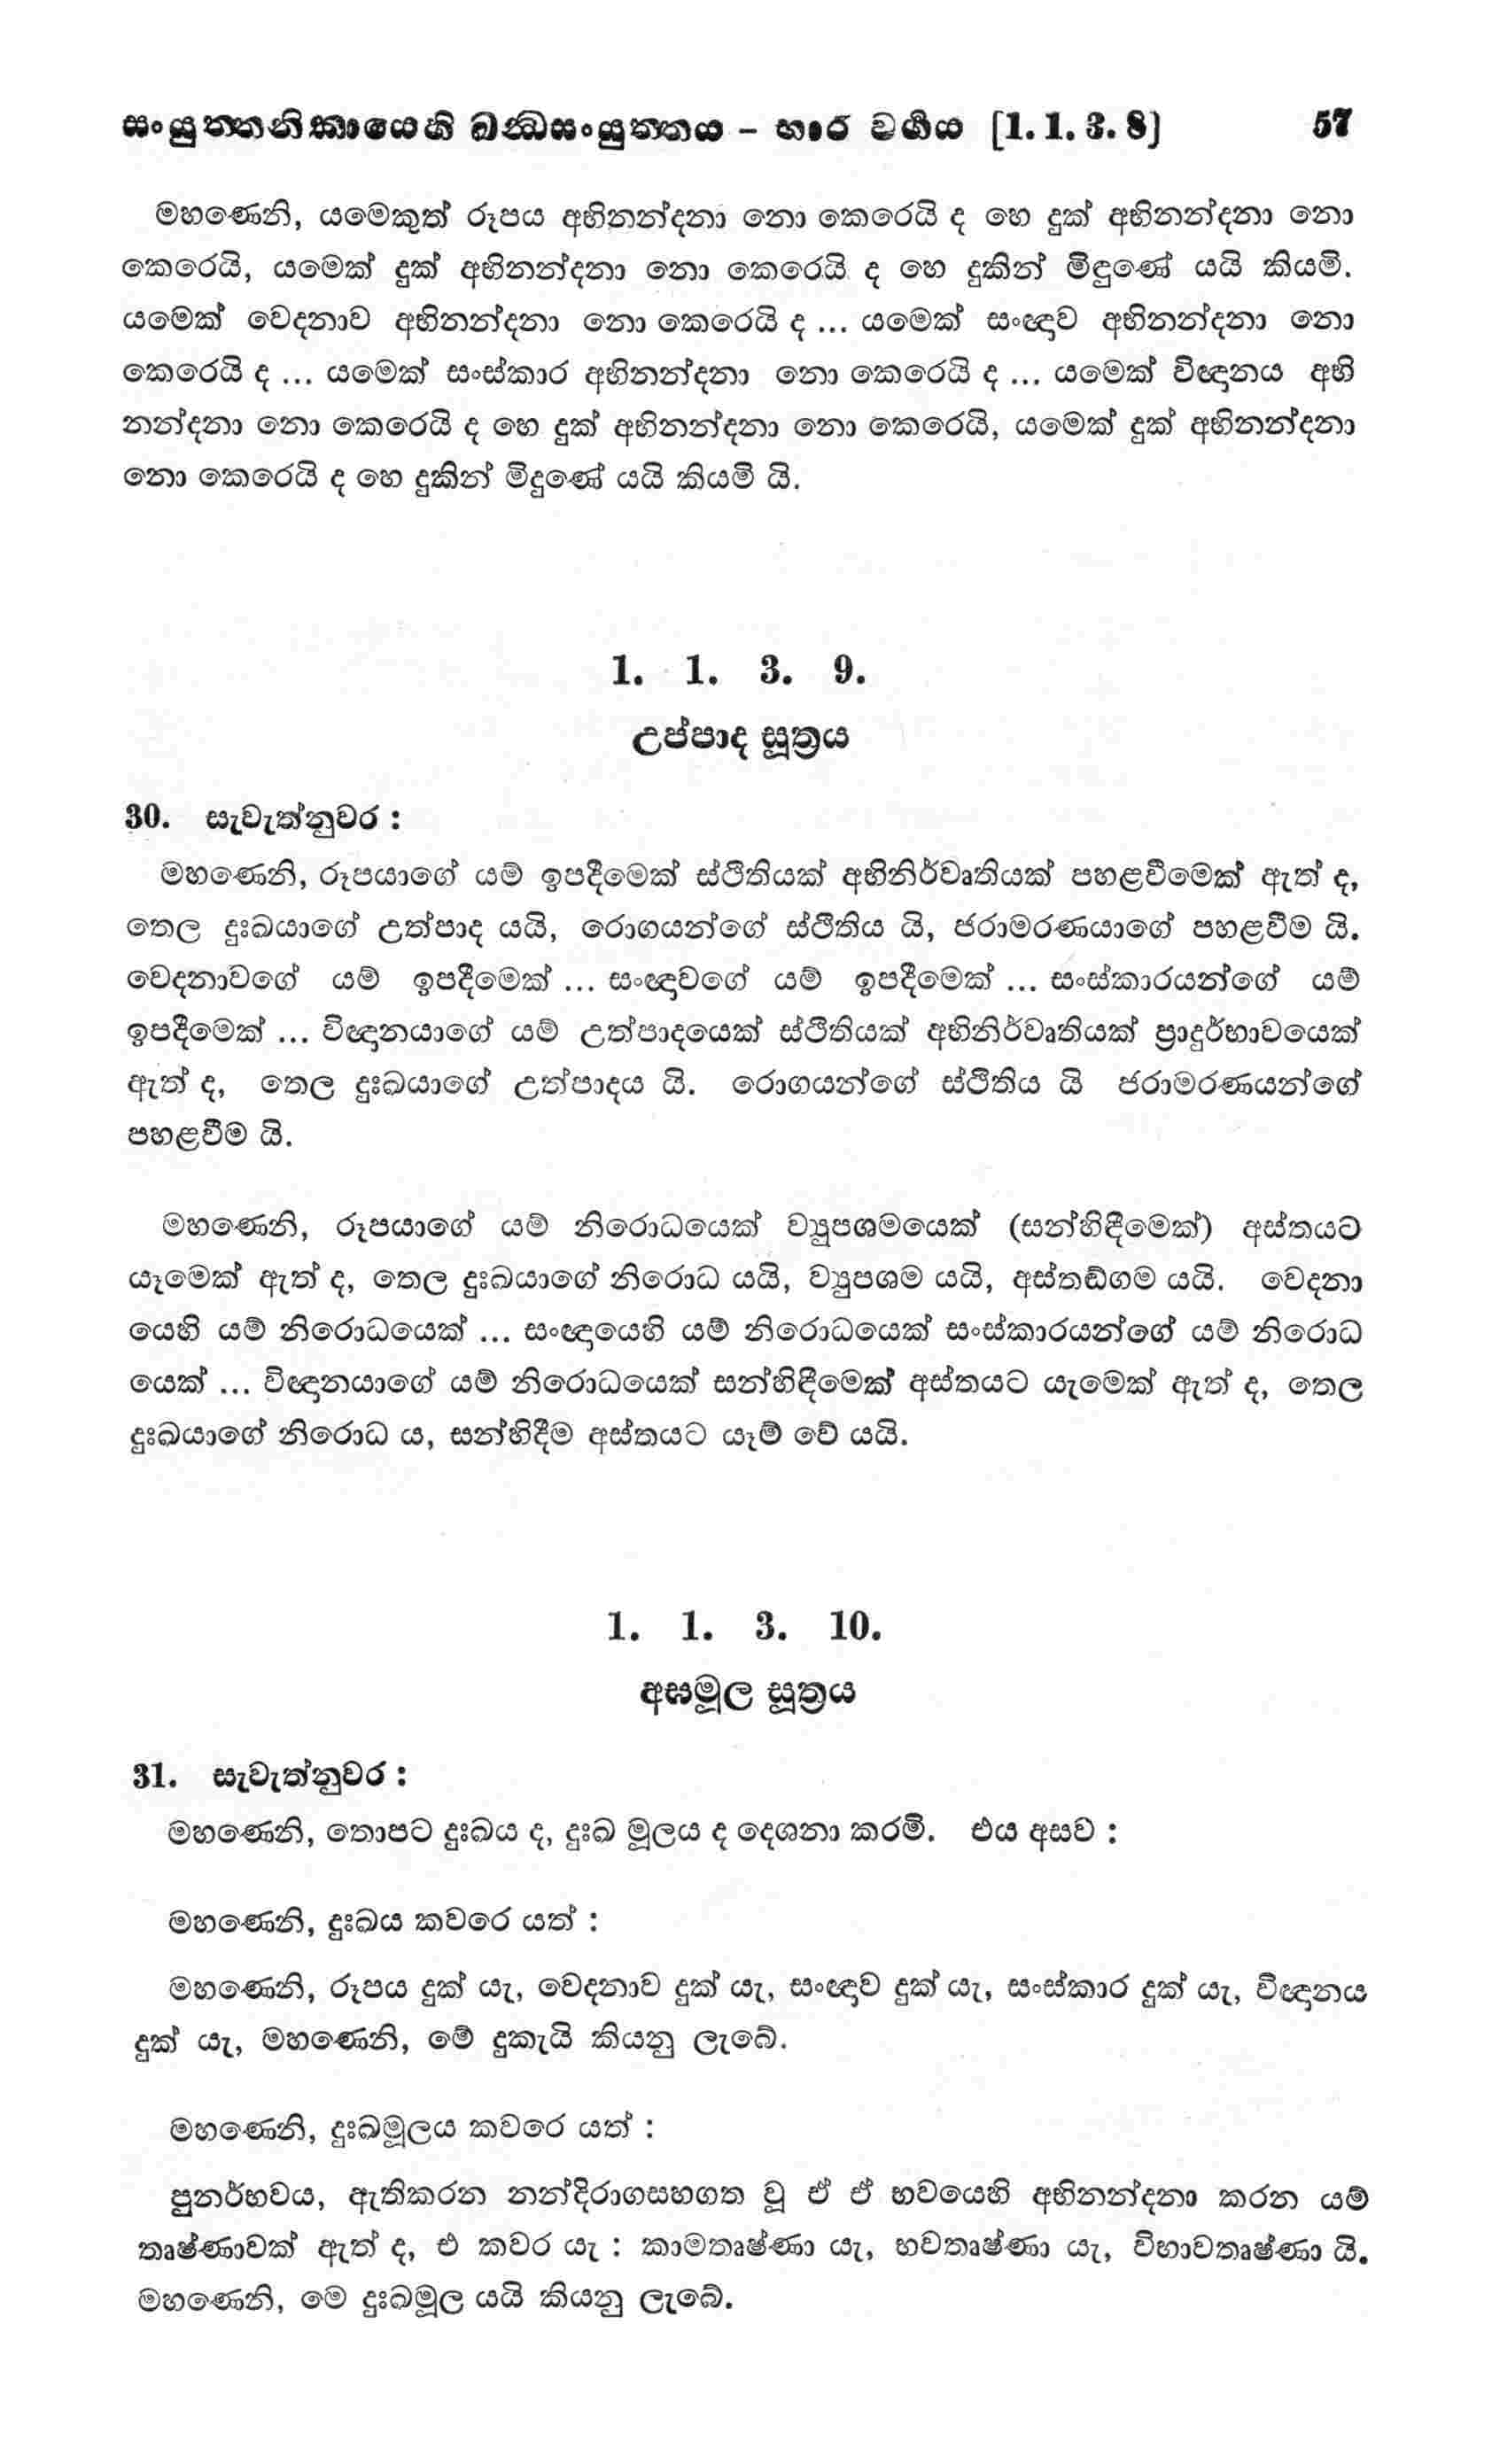 සංයුත්තනිකායෙහි ඛන්ධසංයුත්තය – භාර වර්ගය [1. 1. 3. 8] 57
මහණෙනි, යමෙකුත් රූපය අභිනන්දනා නො කෙරෙයි ද හෙ දුක් අභිනන්දනා නො
කෙරෙයි, යමෙක් දුක් අභිනන්දනා නො කෙරෙයි ද හෙ දුකින් මිඳුණේ යයි කියමි.
යමෙක් වෙදනාව අභිනන්දනා නො කෙරෙයි ද ... යමෙක් සංඥාව අභිනන්දනා නො
කෙරෙයි ද ... යමෙක් සංස්කාර අභිනන්දනා නො කෙරෙයි ද ... යමෙක් විඥානය අභි
නන්දනා නො කෙරෙයි ද හෙ දුක් අභිනන්දනා නො කෙරෙයි, යමෙක් දුක් අභිනන්දනා
නො කෙරෙයි ද හෙ දුකින් මිදුණේ යයි කියමි යි.
1. 1. 3. 9.
උප්පාද සූත්‍රය
30. සැවැත්නුවර :
මහණෙනි, රූපයාගේ යම් ඉපදීමෙක් ස්ථිතියක් අභිනිර්වෘතියක් පහළවීමෙක් ඇත් ද,
තෙල දුඃඛයාගේ උත්පාද යයි, රොගයන්ගේ ස්ථිතිය යි, ජරාමරණයාගේ පහළවීම යි.
වෙදනාවගේ යම් ඉපදීමෙක් ... සංඥාවගේ යම් ඉපදීමෙක් ... සංස්කාරයන්ගේ යම්
ඉපදීමෙක් ... විඥානයාගේ යම් උත්පාදයෙක් ස්ථිතියක් අභිනිර්වෘතියක් ප්‍රාදුර්භාවයෙක්
ඇත් ද, තෙල දුඃඛයාගේ උත්පාදය යි. රොගයන්ගේ ස්ථිතිය යි ජරාමරණයන්ගේ
පහළවීම යි.
මහණෙනි, රූපයාගේ යම් නිරොධයෙක් ව්‍යුපශමයෙක් (සන්හිඳීමෙක්) අස්තයට
යෑමෙක් ඇත් ද, තෙල දුඃඛයාගේ නිරොධ යයි, ව්‍යුපශම යයි, අස්තඞ්ගම යයි. වෙදනා
යෙහි යම් නිරොධයෙක් ... සංඥායෙහි යම් නිරොධයෙක් සංස්කාරයන්ගේ යම් නිරොධ
යෙක් ... විඥානයාගේ යම් නිරොධයෙක් සන්හිඳීමෙක් අස්තයට යැමෙක් ඇත් ද, තෙල
දුඃඛයාගේ නිරොධ ය, සන්හිදීම අස්තයට යෑම් වේ යයි.
1. 1. 3. 10.
අඝමූල සූත්‍රය
31. සැවැත්නුවර :
මහණෙනි, තොපට දුඃඛය ද, දුඃඛ මූලය ද දෙශනා කරමි. එය අසව :
මහණෙනි, දුඃඛය කවරෙ යත් :
මහණෙනි, රූපය දුක් යැ, වෙදනාව දුක් යැ, සංඥාව දුක් යැ, සංස්කාර දුක් යැ, විඥානය
දුක් යැ, මහණෙනි, මේ දුකැයි කියනු ලැබේ.
මහණෙනි, දුඃඛමූලය කවරෙ යත් :
පුනර්භවය, ඇතිකරන නන්දිරාගසහගත වූ ඒ ඒ භවයෙහි අභිනන්දනා කරන යම්
තෘෂ්ණාවක් ඇත් ද, එ කවර යැ : කාමතෘෂ්ණා යැ, භවතෘෂ්ණා යැ, විභාවතෘෂ්ණා යි.
මහණෙනි, මෙ දුඃඛමූල යයි කියනු ලැබේ.